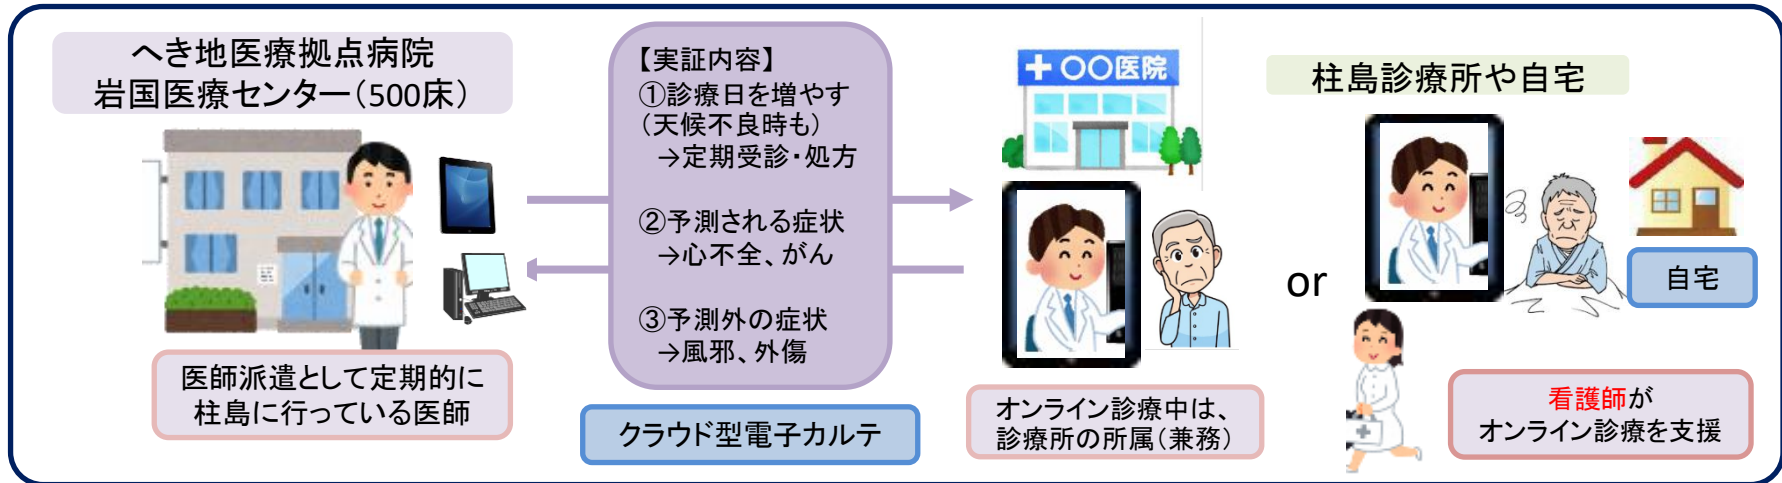 へき地医療拠点病院
岩国医療センター（500床）
医師派遣として定期的に
柱島に行っている医師
【実証内容】
①診療日を増やす
（天候不良時も）
→定期受診・処方
②予測される症状
→心不全、がん
③予測外の症状
→風邪、外傷
クラウド型電子カルテ
＋〇〇医院
オンライン診療中は、
診療所の所属（兼務）
or
柱島診療所や自宅
自宅
看護師が
オンライン診療を支援